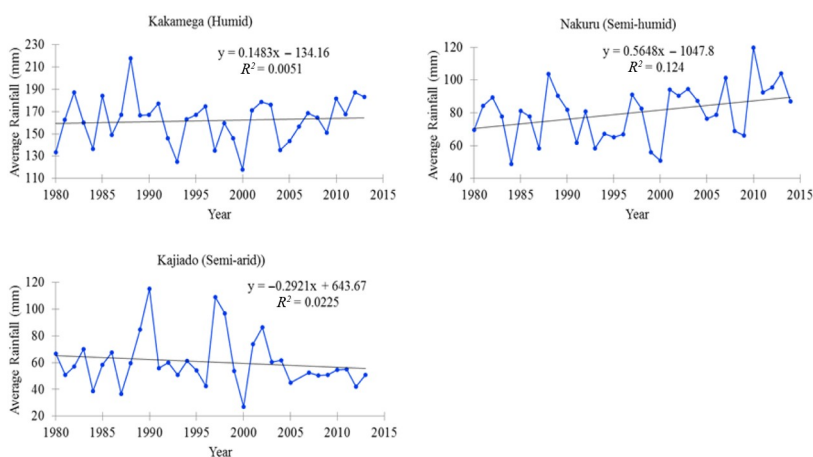 Kakamega (Humid)
y = 0.1483x − 134.16
R² = 0.0051
Average Rainfall (mm)
230
210
190
170
150
130
110
1980 1985 1990 1995 2000 2005 2010 2015
Year
Nakuru (Semi-humid)
y = 0.5648x − 1047.8
R² = 0.124
Average Rainfall (mm)
120
100
80
60
40
1980 1985 1990 1995 2000 2005 2010 2015
Year
Kajiado (Semi-arid))
y = −0.2921x + 643.67
R² = 0.0225
Average Rainfall (mm)
120
100
80
60
40
20
1980 1985 1990 1995 2000 2005 2010 2015
Year